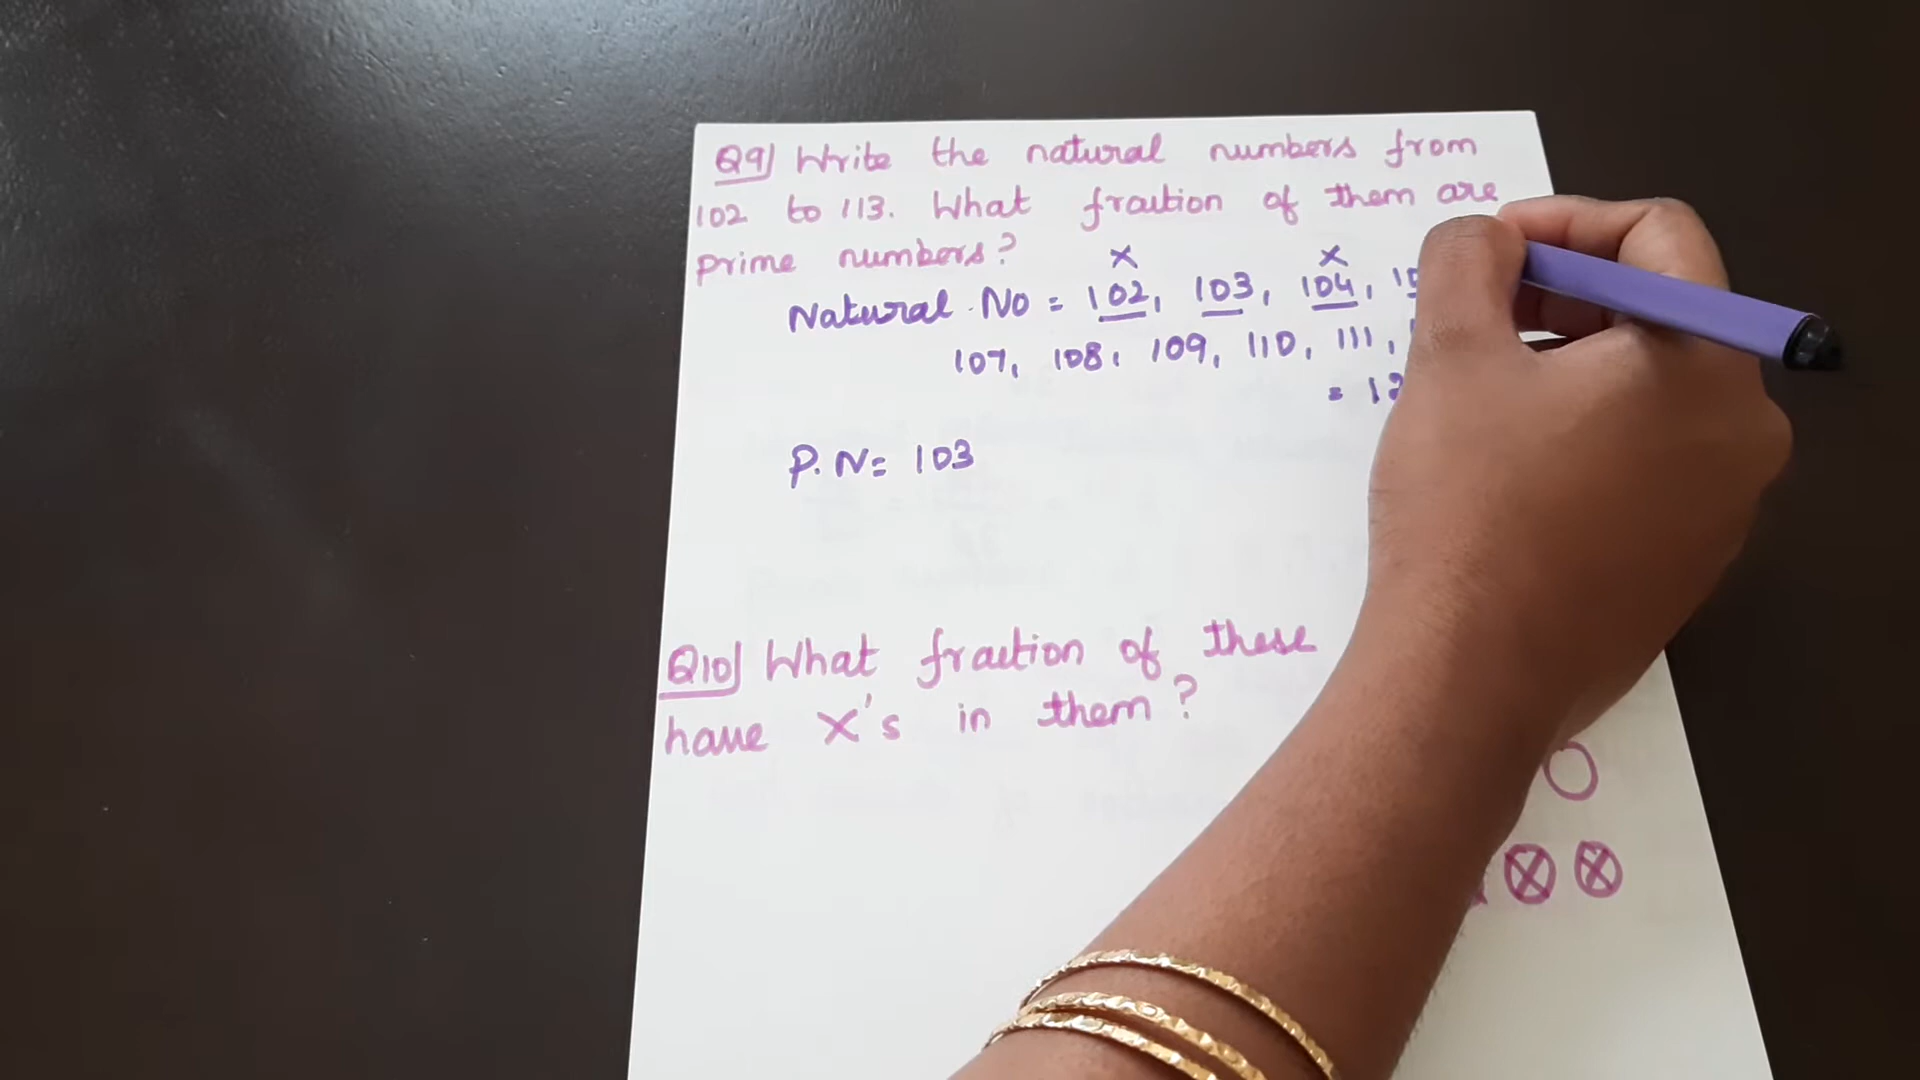 Q9) Write the natural numbers from
102 to 113. What fraction of them are
prime numbers?
x x
Natural No = 102, 103, 104,
107, 108, 109, 110, 111,
= 12
P.N = 103
Q10) What fraction of these
have X's in them?